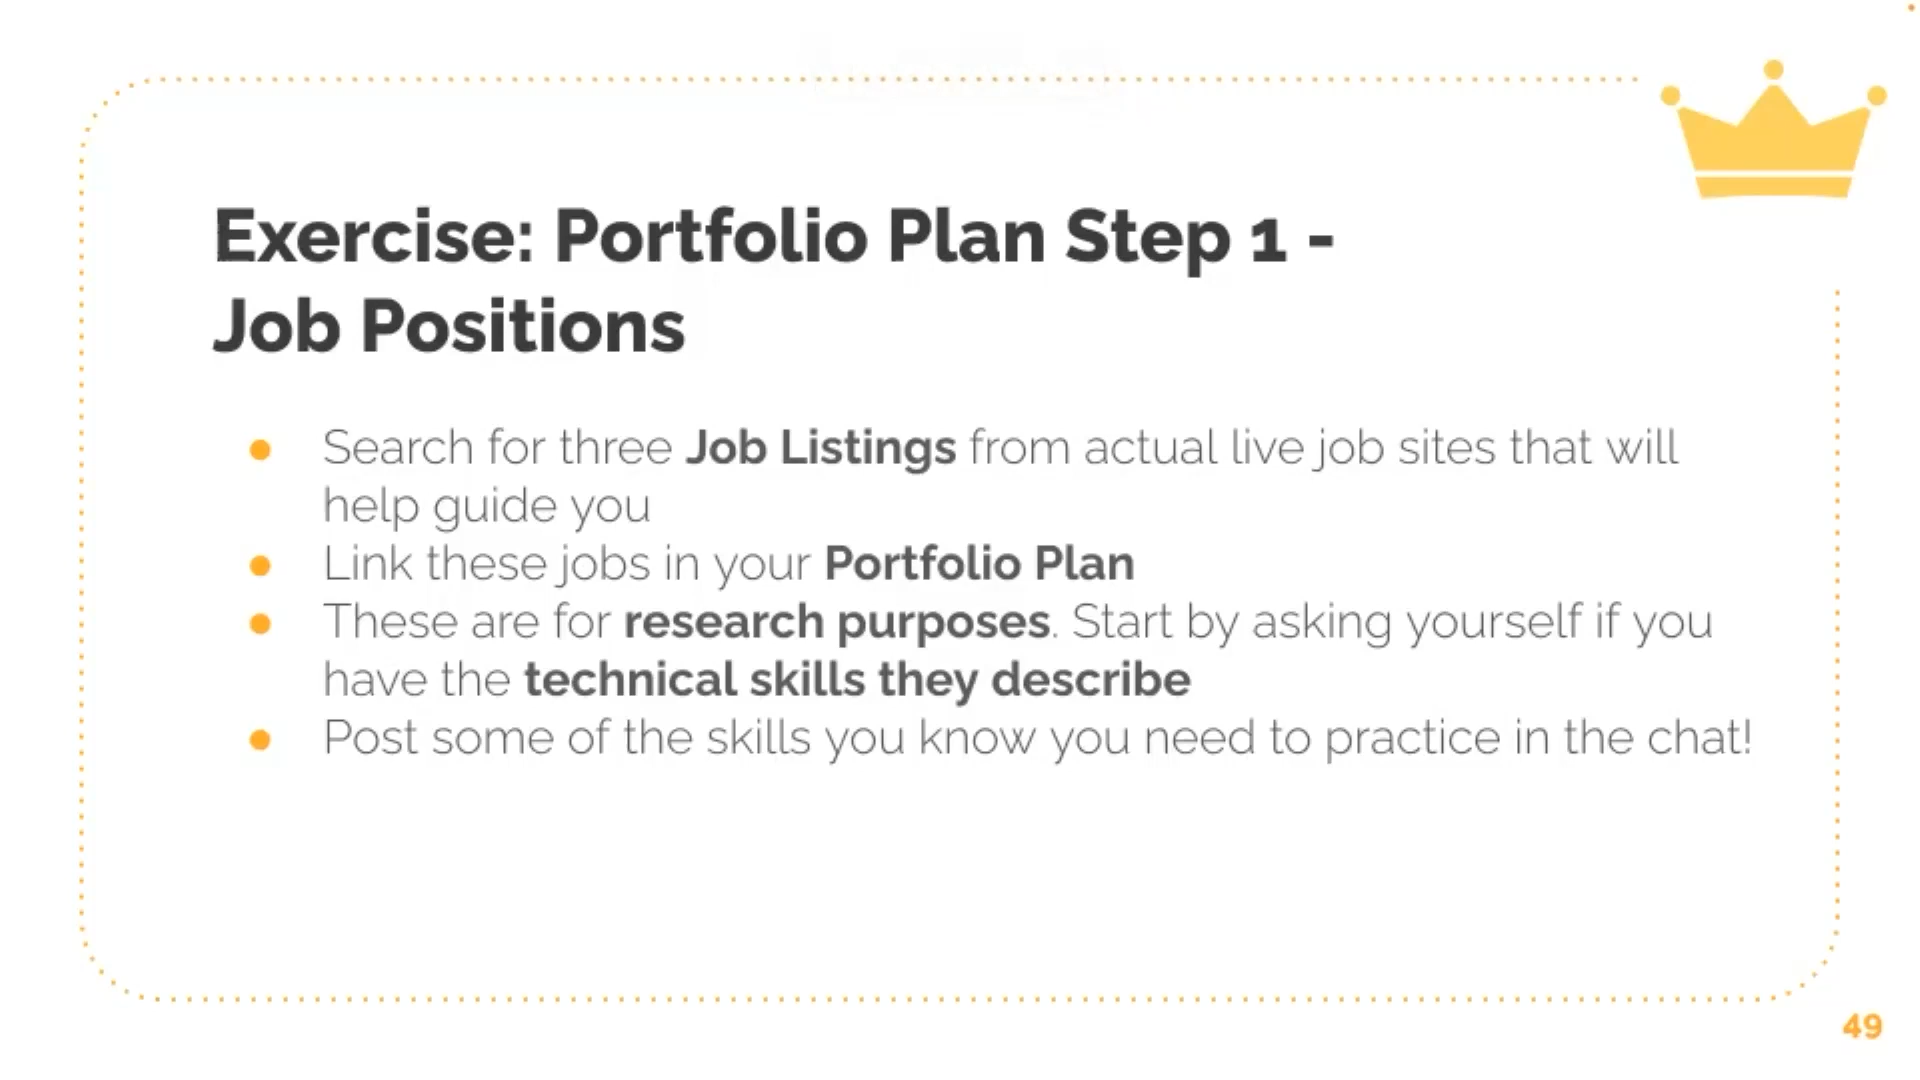 Exercise: Portfolio Plan Step 1 -
Job Positions
Search for three Job Listings from actual live job sites that will
help guide you
Link these jobs in your Portfolio Plan
These are for research purposes. Start by asking yourself if you
have the technical skills they describe
Post some of the skills you know you need to practice in the chat!
49